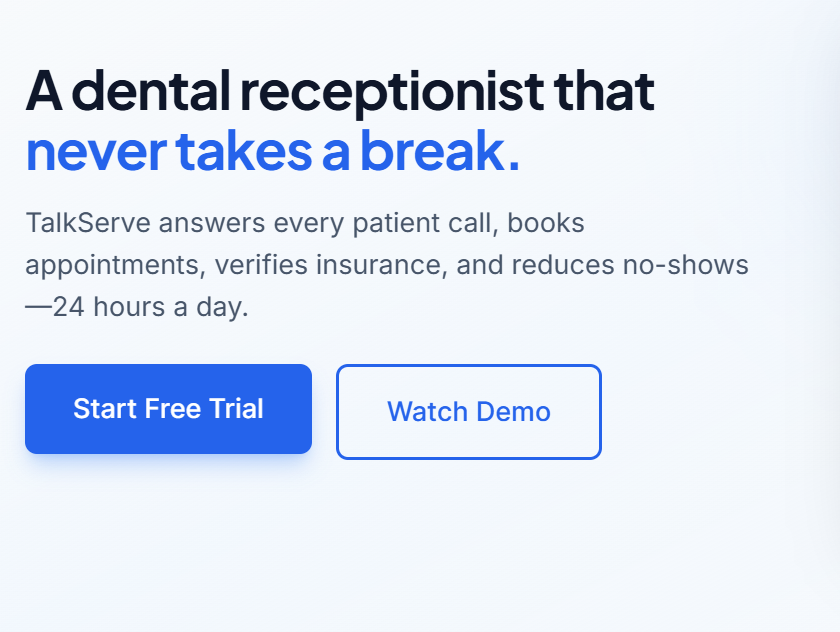 A dental receptionist that
never takes a break.
TalkServe answers every patient call, books
appointments, verifies insurance, and reduces no-shows
—24 hours a day.
Start Free Trial
Watch Demo